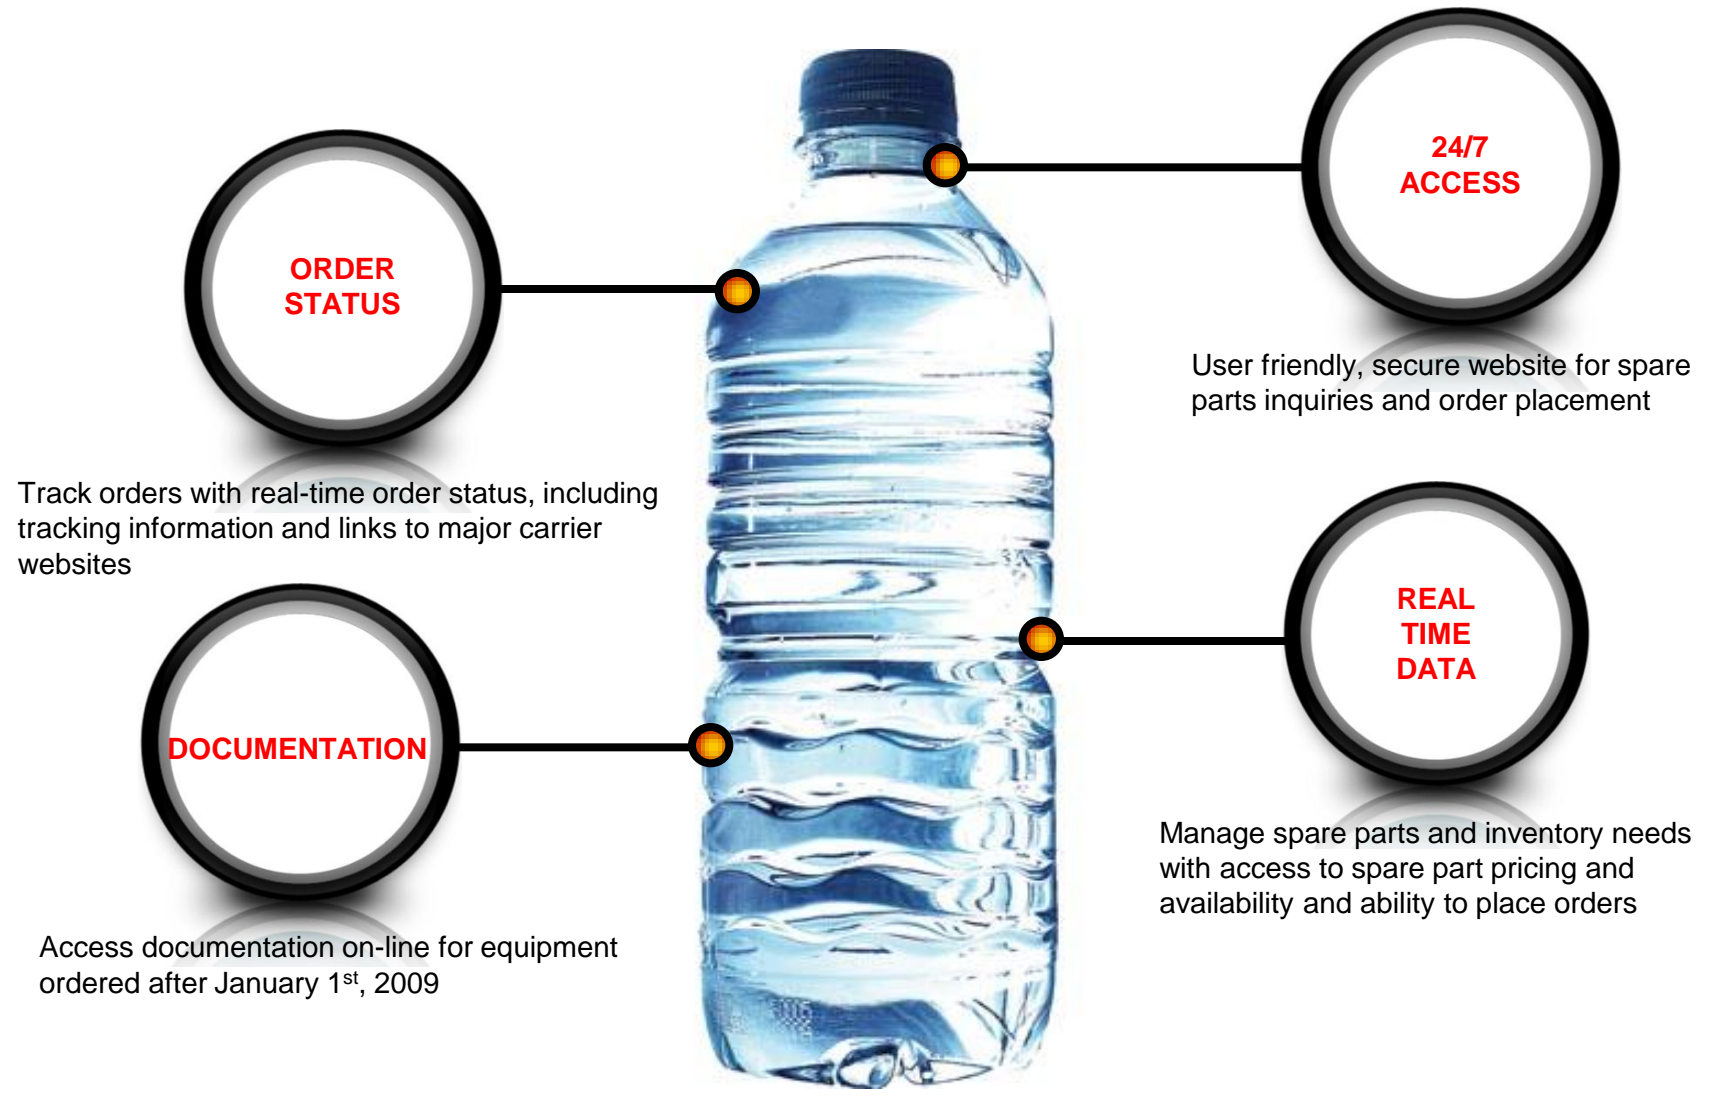 24/7
ACCESS
ORDER
STATUS
User friendly, secure website for spare
parts inquiries and order placement
Track orders with real-time order status, including
tracking information and links to major carrier
websites
REAL
TIME
DATA
DOCUMENTATION
Manage spare parts and inventory needs
with access to spare part pricing and
availability and ability to place orders
Access documentation on-line for equipment
ordered after January 1st, 2009